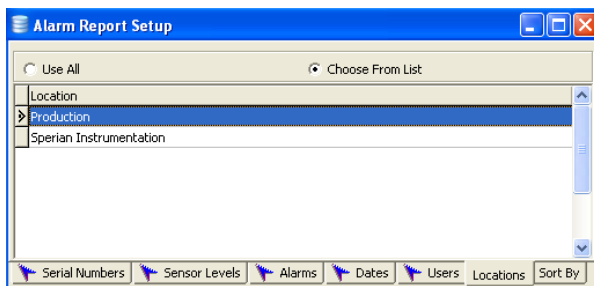 Alarm Report Setup
Use All Choose From List
Location
Production
Sperian Instrumentation
Serial Numbers Sensor Levels Alarms Dates Users Locations Sort By